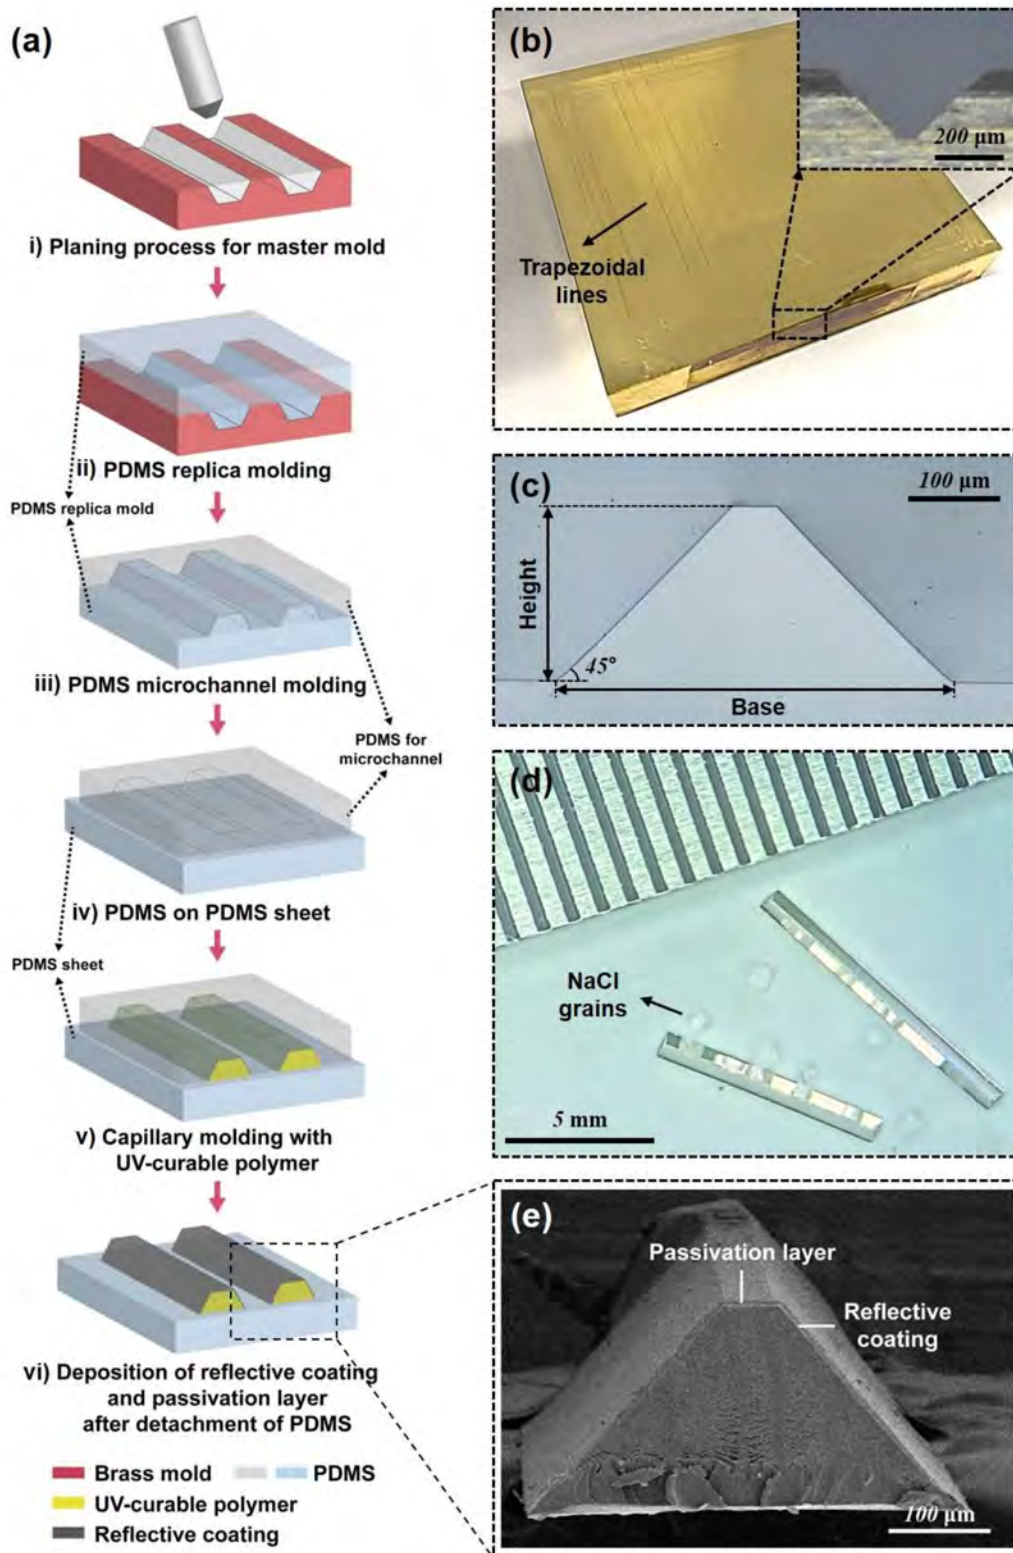 (a)
i) Planing process for master mold
ii) PDMS replica molding
PDMS replica mold
iii) PDMS microchannel molding
PDMS for
microchannel
iv) PDMS on PDMS sheet
PDMS sheet
v) Capillary molding with
UV-curable polymer
vi) Deposition of reflective coating
and passivation layer
after detachment of PDMS
Brass mold
PDMS
UV-curable polymer
Reflective coating
(b)
200 μm
Trapezoidal
lines
(c)
100 μm
Height
45°
Base
(d)
NaCl
grains
5 mm
(e)
Passivation layer
Reflective
coating
100 μm